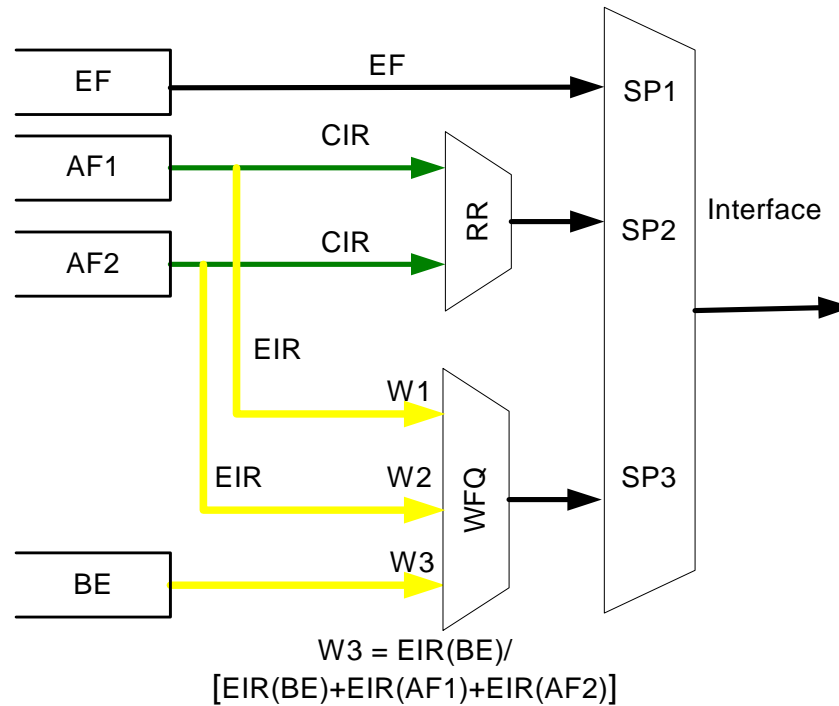 EF
EF
SP1
AF1
CIR
RR
SP2
Interface
AF2
CIR
EIR
W1
EIR
W2
WFQ
SP3
BE
W3
W3 = EIR(BE)/
[EIR(BE)+EIR(AF1)+EIR(AF2)]